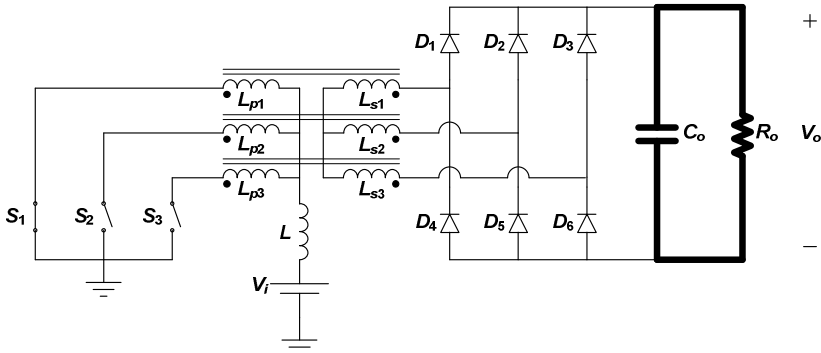 D1 D2 D3
+
Lp1 Ls1
Lp2 Ls2
Co Ro Vo
Lp3 Ls3
S1 S2 S3
L
D4 D5 D6
−
Vi